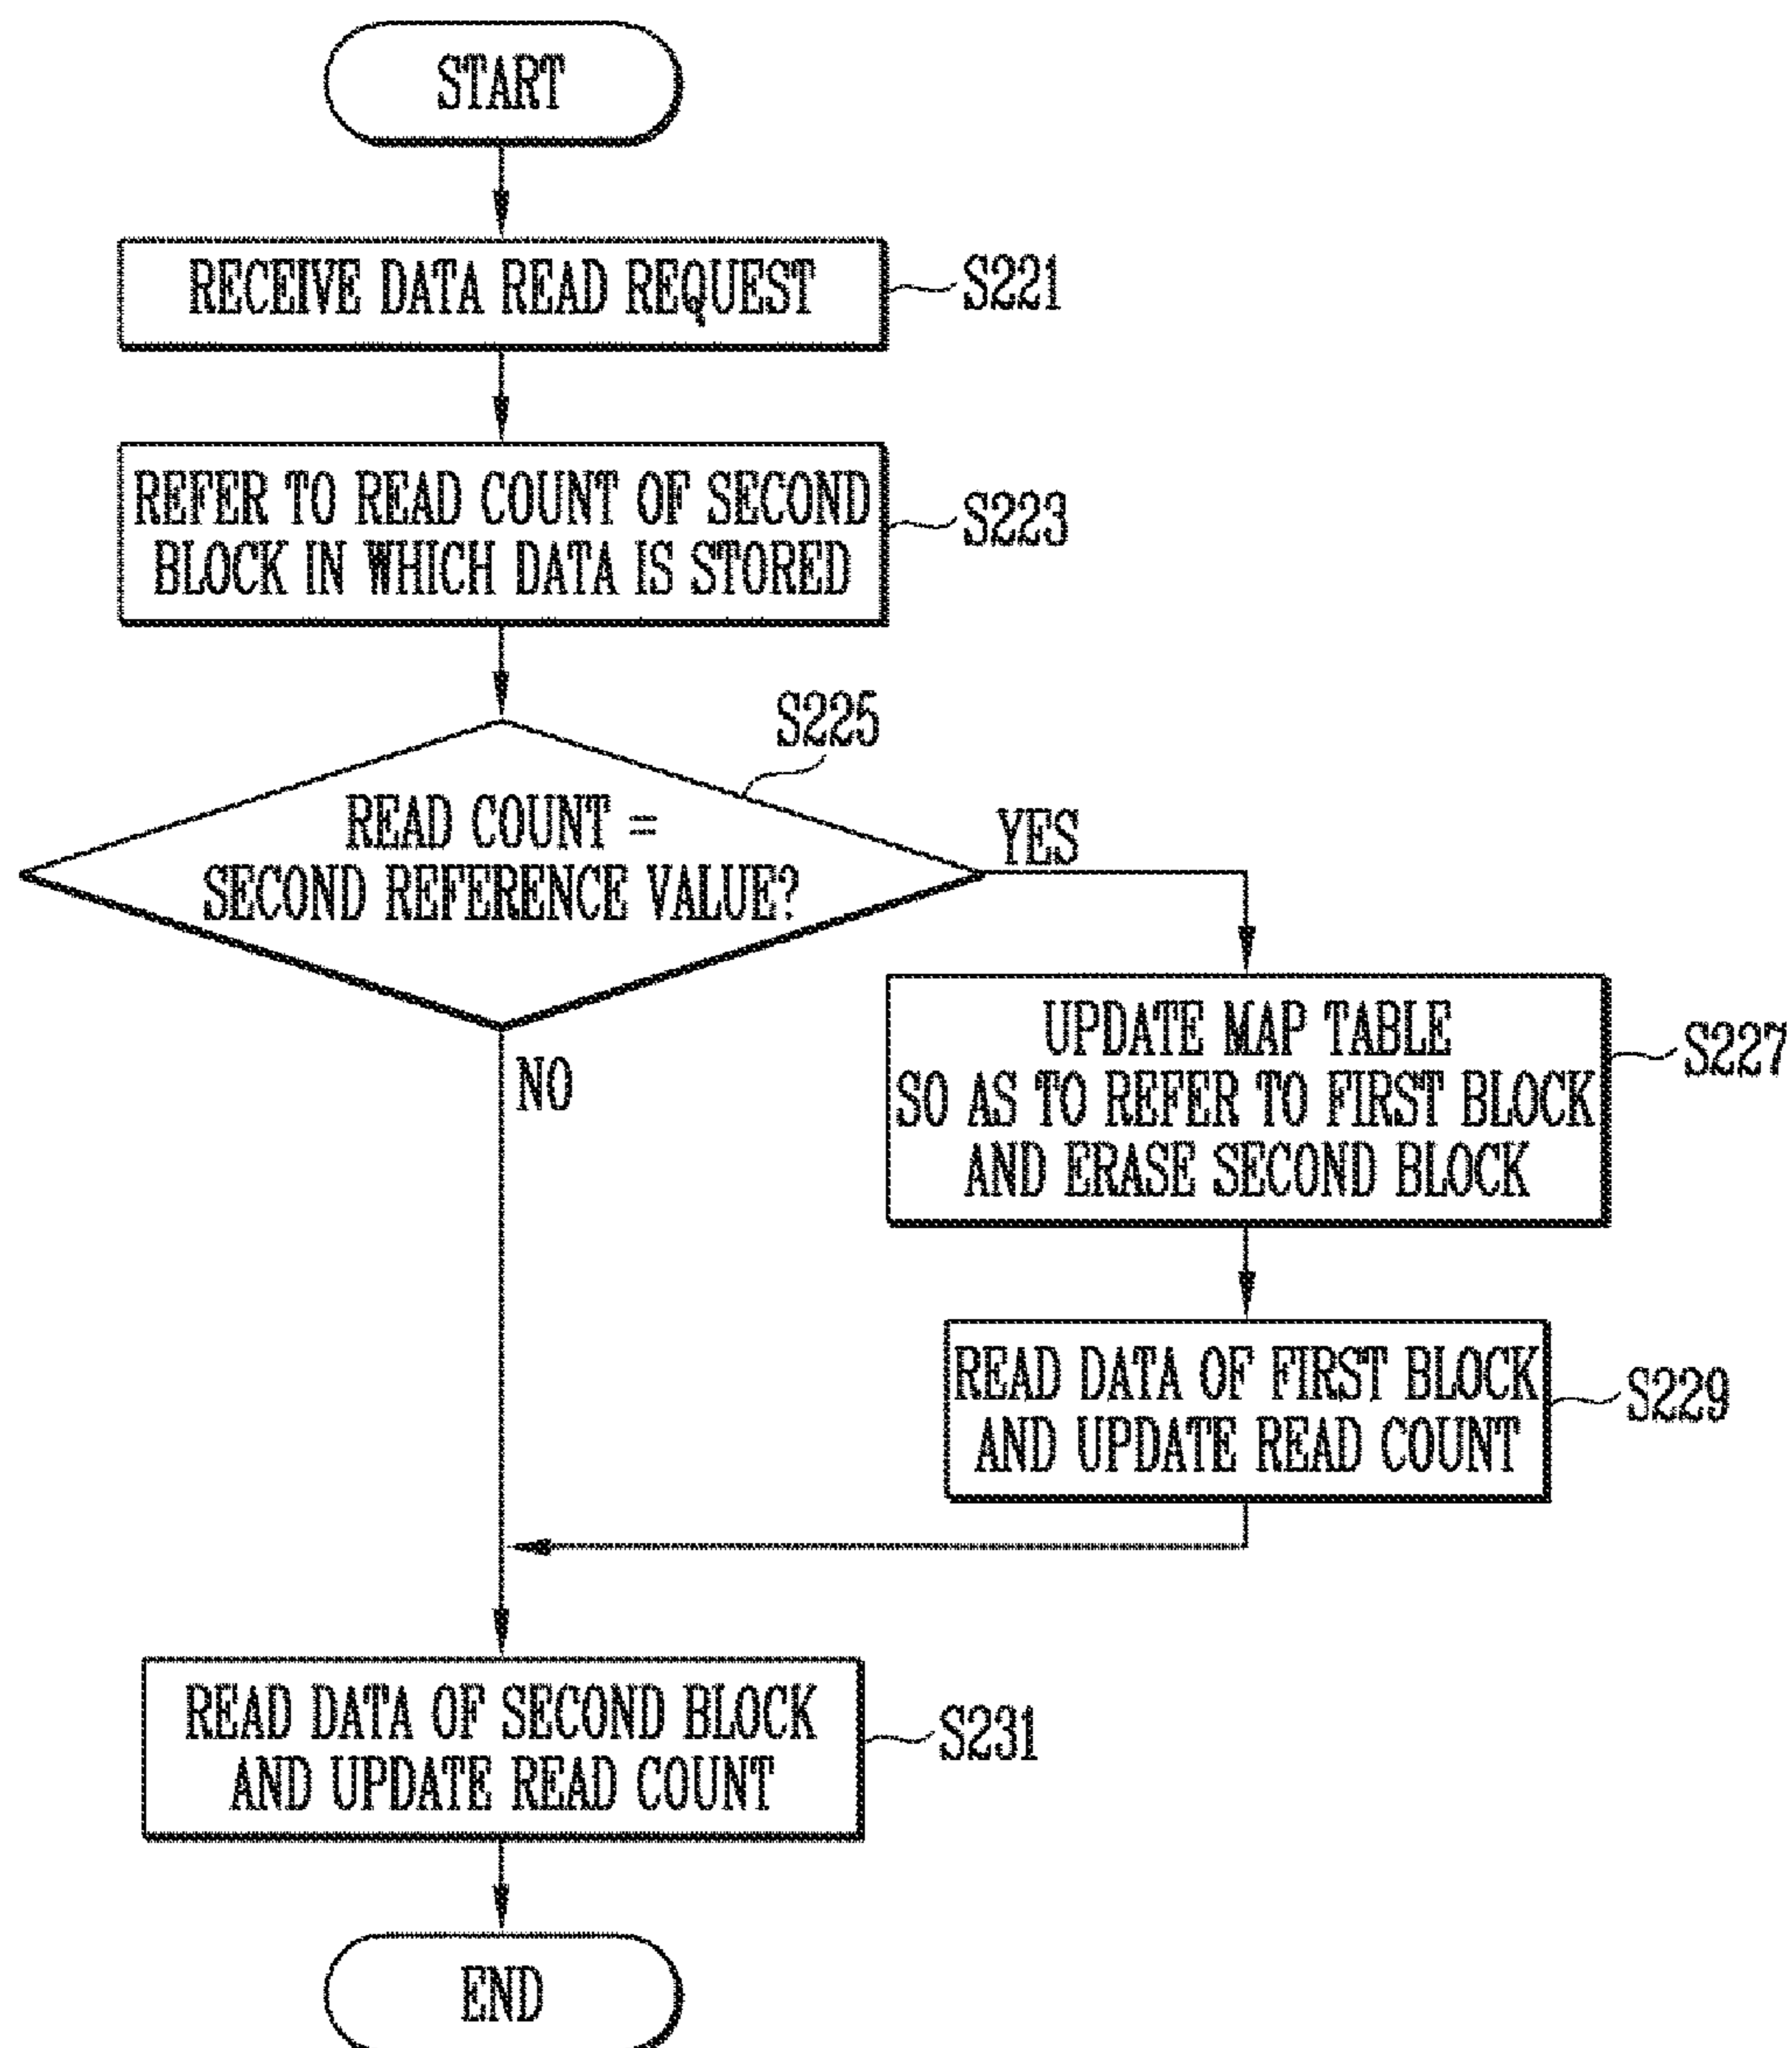 START
RECEIVE DATA READ REQUEST
S221
REFER TO READ COUNT OF SECOND
BLOCK IN WHICH DATA IS STORED
S223
S225
READ COUNT =
SECOND REFERENCE VALUE?
YES
NO
UPDATE MAP TABLE
SO AS TO REFER TO FIRST BLOCK
AND ERASE SECOND BLOCK
S227
READ DATA OF FIRST BLOCK
AND UPDATE READ COUNT
S229
READ DATA OF SECOND BLOCK
AND UPDATE READ COUNT
S231
END